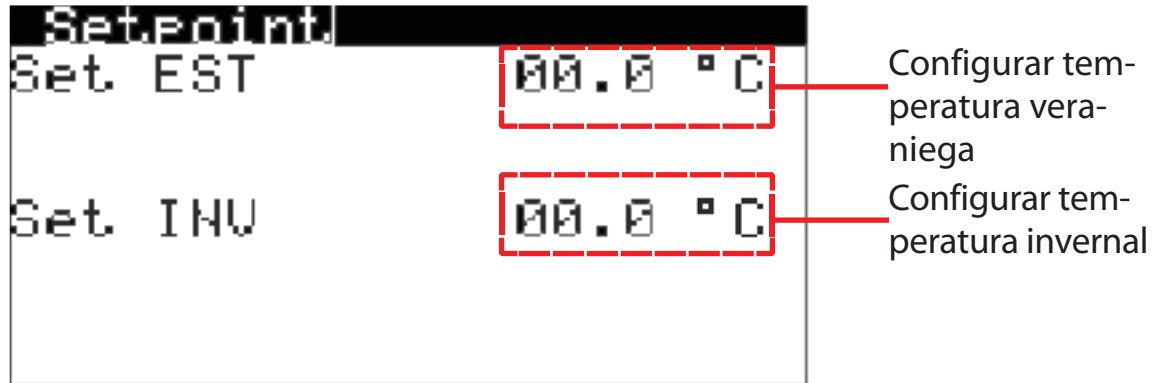 Setpoint
Set EST 00.0 °C
Configurar tem-
peratura vera-
niega
Set INV 00.0 °C
Configurar tem-
peratura invernal